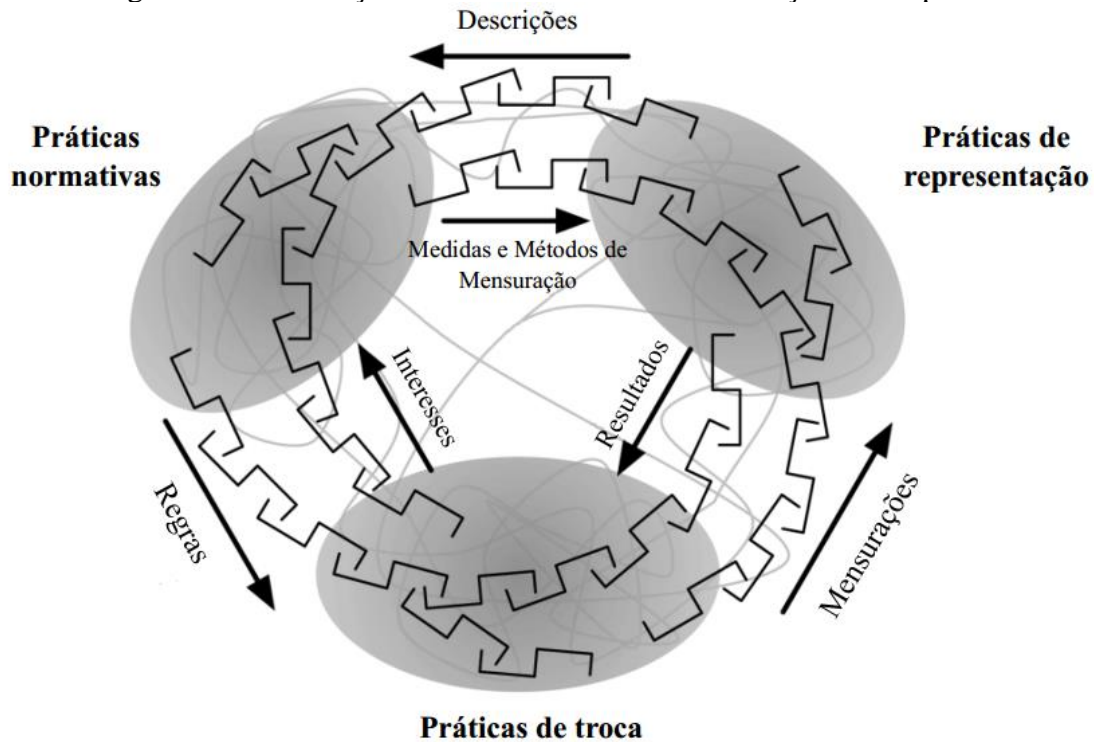 Descrições
Práticas
normativas
Práticas de
representação
Medidas e Métodos de
Mensuração
Interesses
Resultados
Regras
Mensurações
Práticas de troca